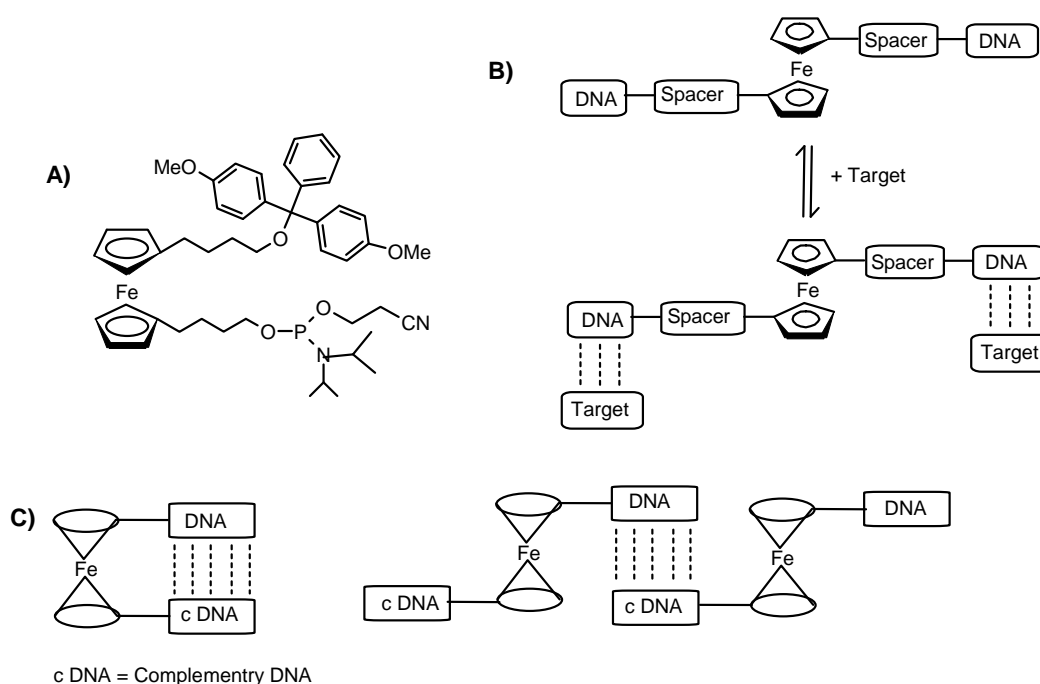 A)
MeO
O
OMe
Fe
O
P
O
CN
N
B)
Spacer
DNA
Fe
DNA
Spacer
+ Target
Spacer
DNA
Fe
DNA
Spacer
Target
Target
C)
DNA
Fe
c DNA
DNA
DNA
Fe
Fe
c DNA
c DNA
c DNA = Complementry DNA